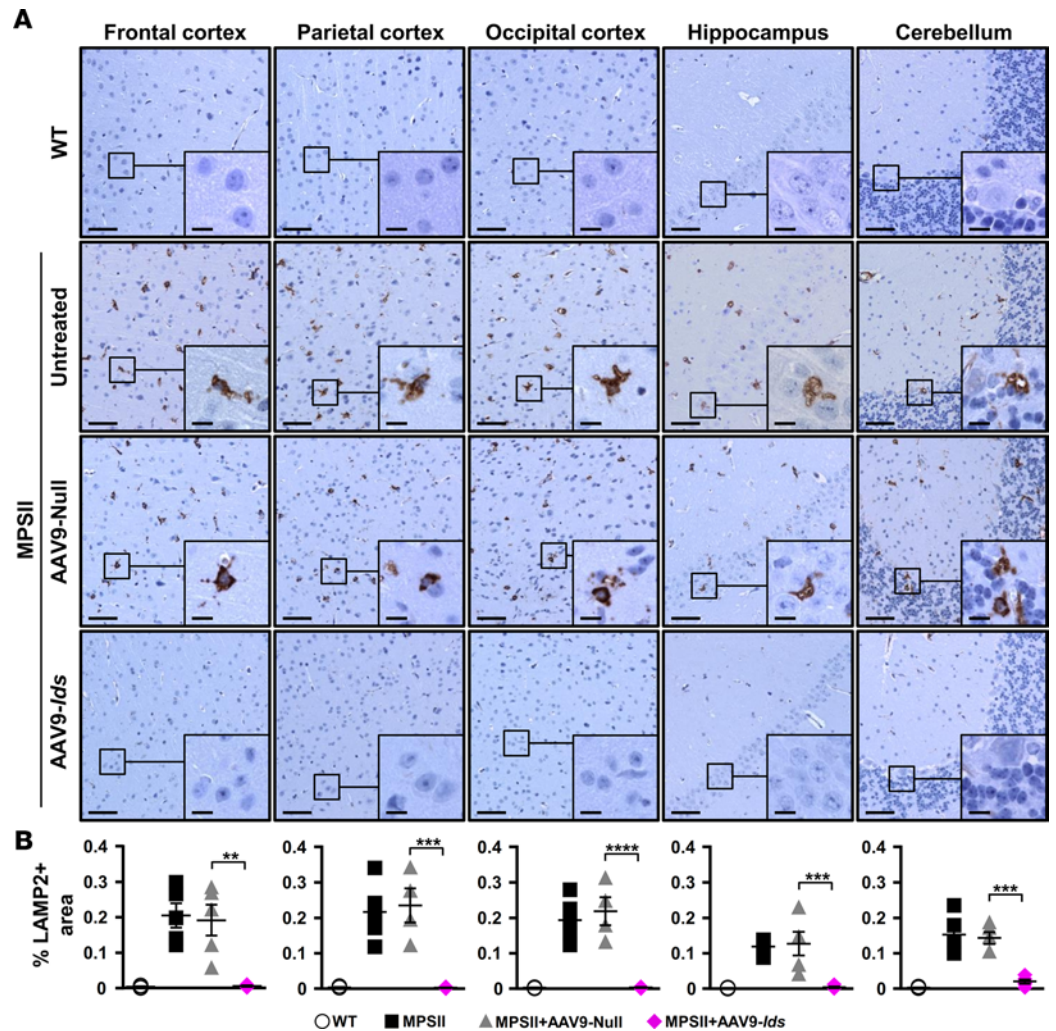 A
Frontal cortex Parietal cortex Occipital cortex Hippocampus Cerebellum
WT
MPSII
Untreated
AAV9-Null
AAV9-Ids
B
% LAMP2+
area
0.4
0.3
0.2
0.1
0
**
0.4
0.3
0.2
0.1
0
***
0.4
0.3
0.2
0.1
0
****
0.4
0.3
0.2
0.1
0
***
0.4
0.3
0.2
0.1
0
***
WT MPSII MPSII+AAV9-Null MPSII+AAV9-Ids